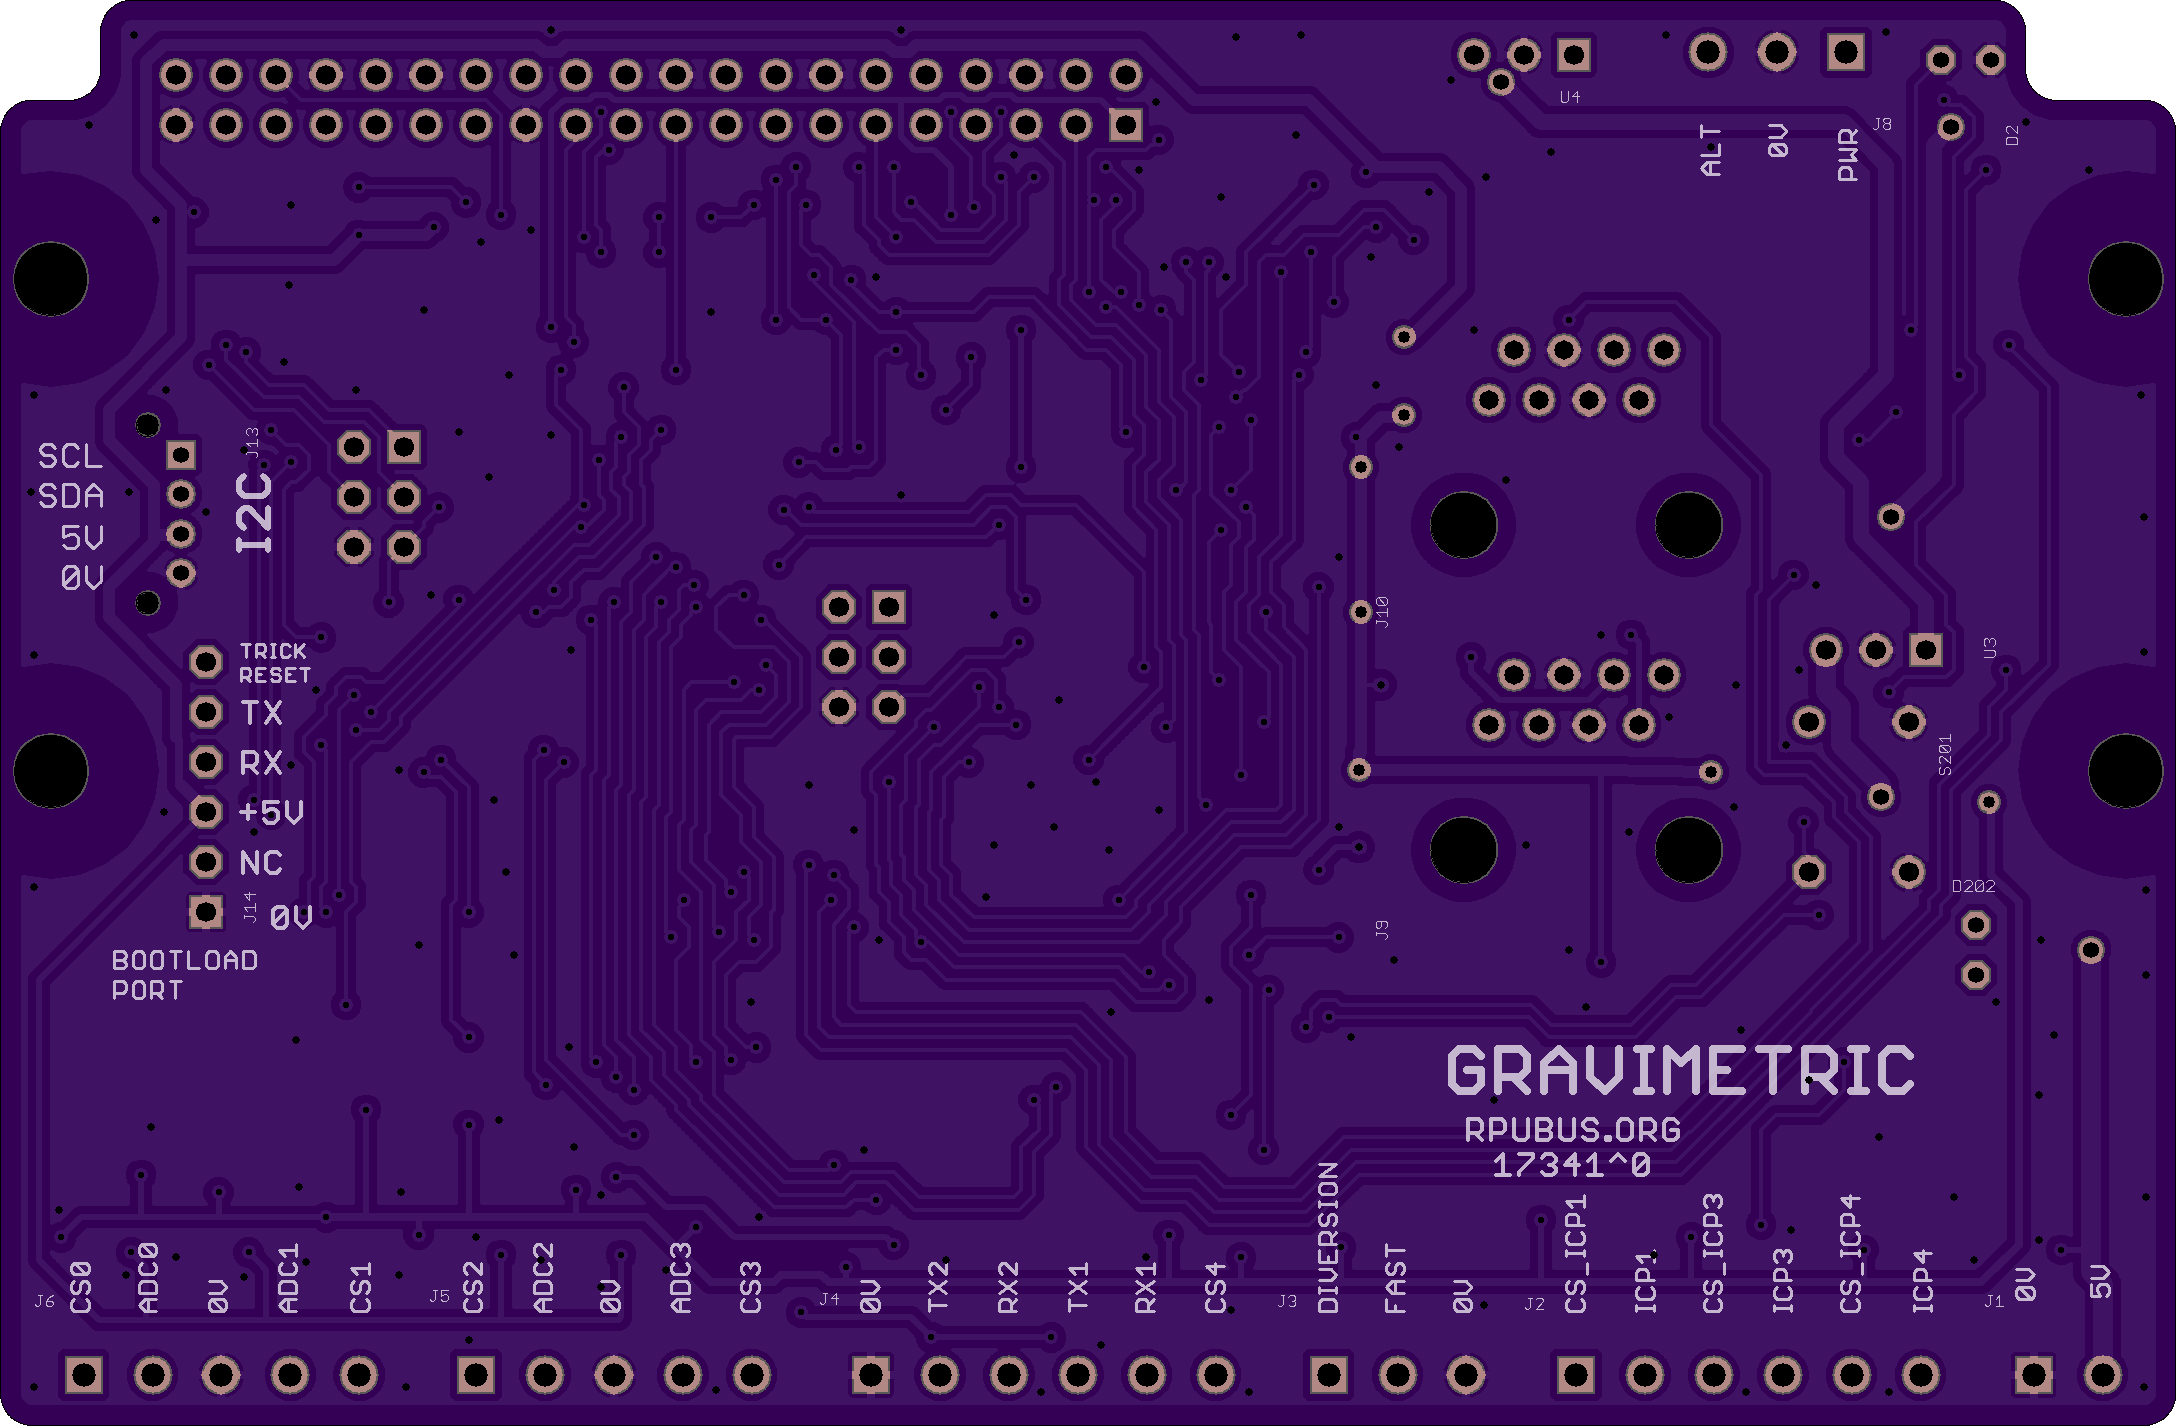 U4
J8
D2
ALT
0V
PWR
SCL
SDA
5V
0V
J13
I2C
J10
TRICK
RESET
TX
RX
+5V
NC
0V
J14
BOOTLOAD
PORT
U3
S201
D202
J9
GRAVIMETRIC
RPUBUS.ORG
17341^0
J6
CS0
ADC0
0V
ADC1
CS1
J5
CS2
ADC2
0V
ADC3
CS3
J4
0V
TX2
RX2
TX1
RX1
CS4
J3
DIVERSION
FAST
0V
J2
CS_ICP1
ICP1
CS_ICP3
ICP3
CS_ICP4
ICP4
J1
0V
5V